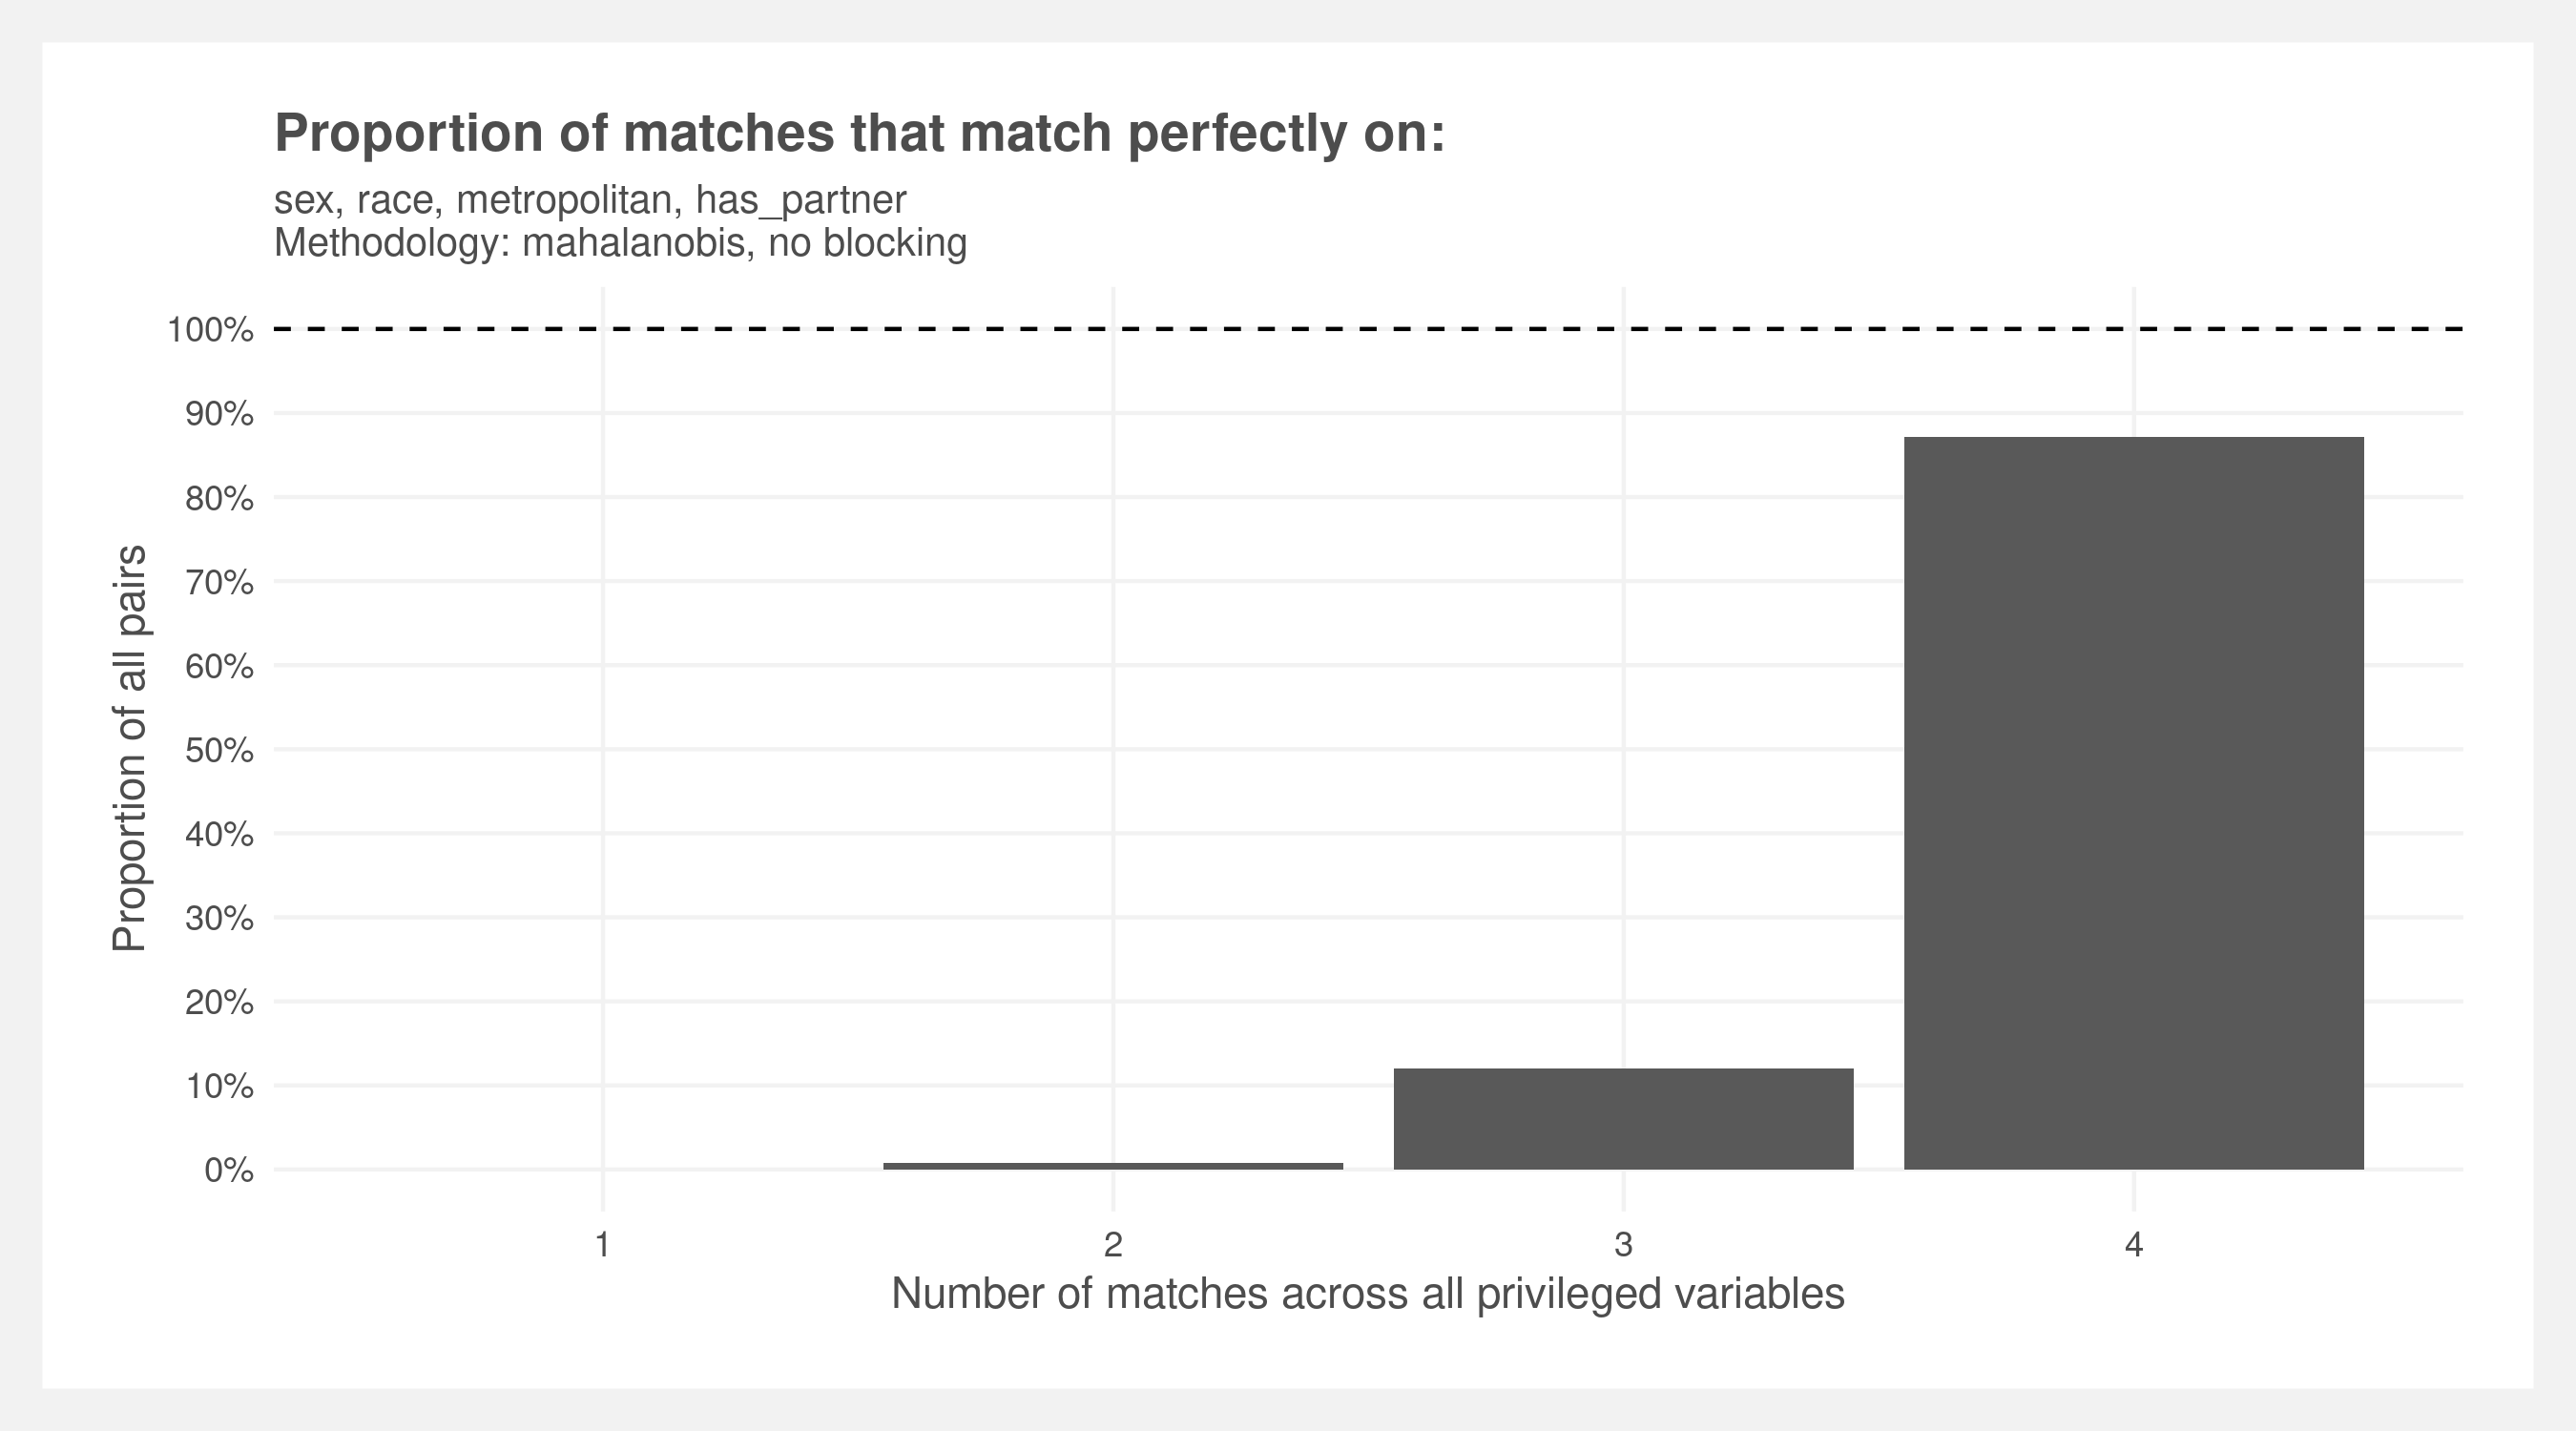 Proportion of matches that match perfectly on:
sex, race, metropolitan, has_partner
Methodology: mahalanobis, no blocking
Proportion of all pairs
100%
90%
80%
70%
60%
50%
40%
30%
20%
10%
0%
1 2 3 4
Number of matches across all privileged variables